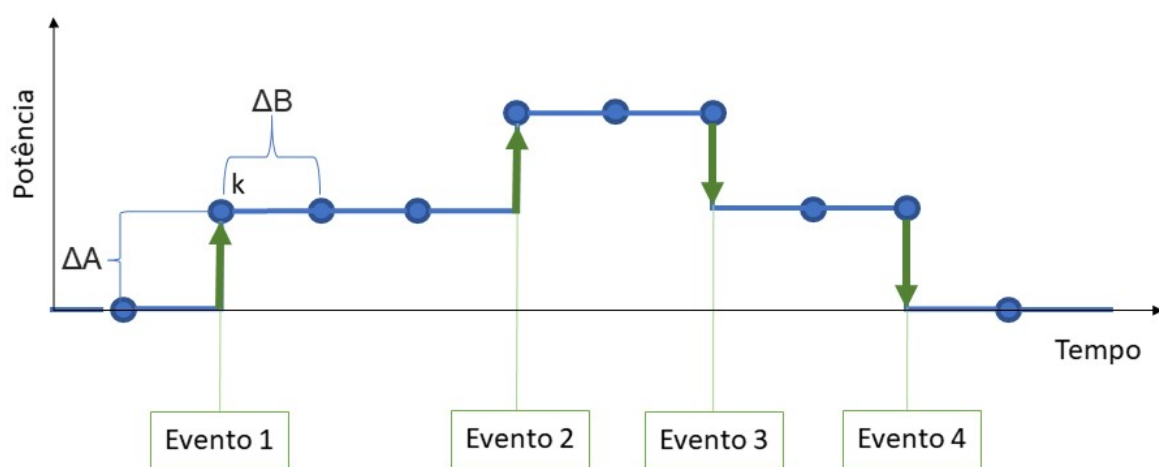 Potência
ΔB
k
ΔA
Tempo
Evento 1
Evento 2
Evento 3
Evento 4